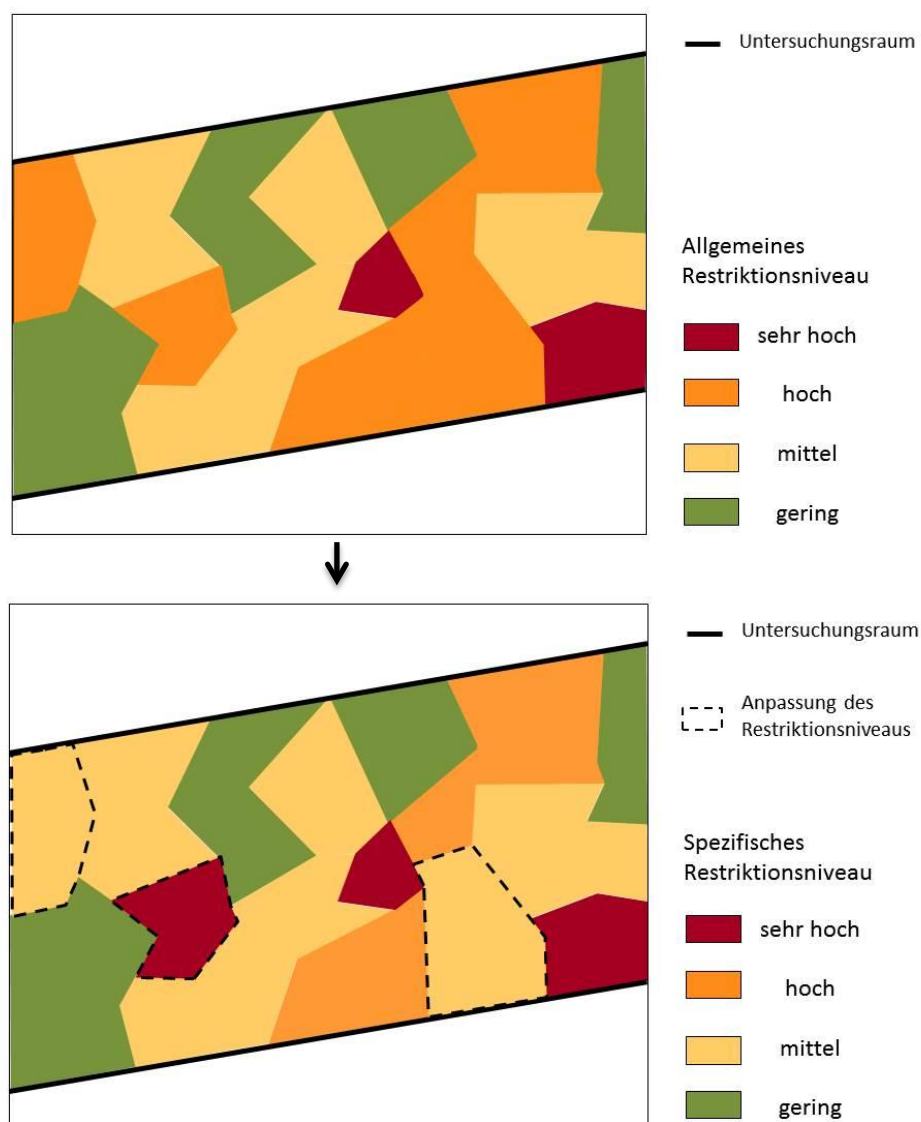 Untersuchungsraum
Allgemeines
Restriktionsniveau
sehr hoch
hoch
mittel
gering
Untersuchungsraum
Anpassung des
Restriktionsniveaus
Spezifisches
Restriktionsniveau
sehr hoch
hoch
mittel
gering